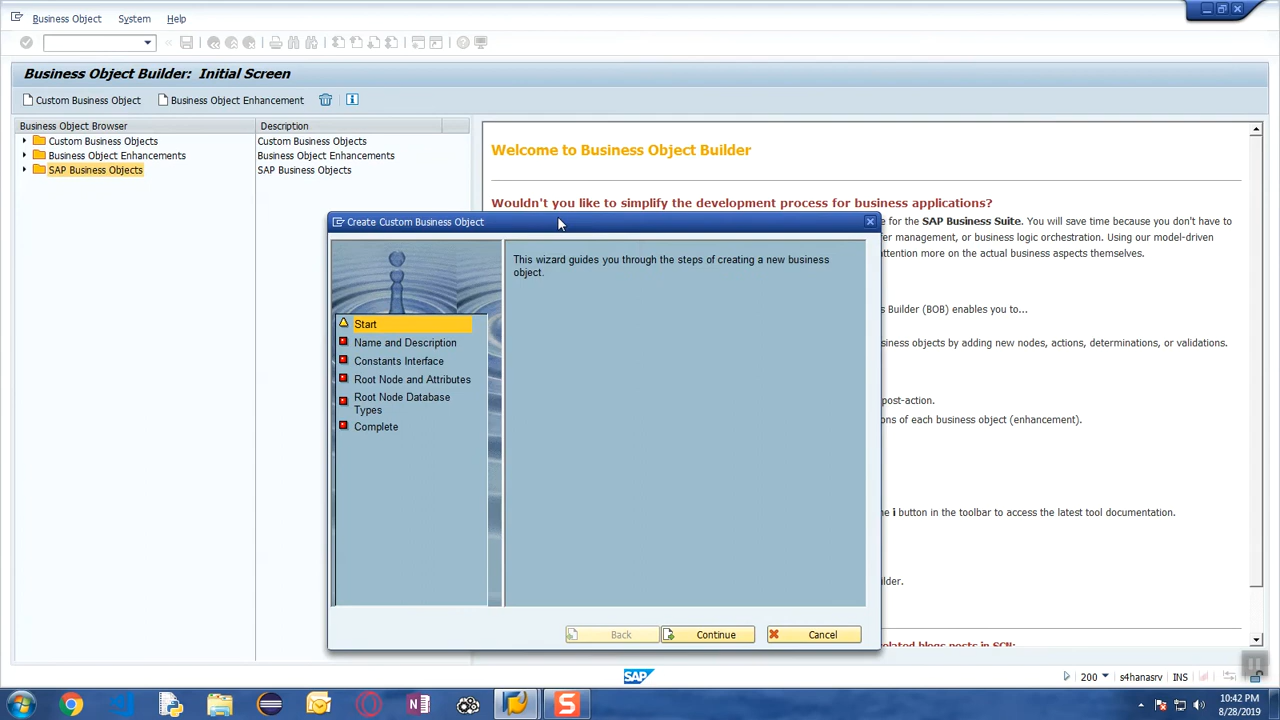 Business Object System Help
Business Object Builder: Initial Screen
Custom Business Object Business Object Enhancement
Business Object Browser Description
Custom Business Objects Custom Business Objects
Business Object Enhancements Business Object Enhancements
SAP Business Objects SAP Business Objects
Welcome to Business Object Builder
Wouldn't you like to simplify the development process for business applications?
e for the SAP Business Suite. You will save time because you don't have to
er management, or business logic orchestration. Using our model-driven
attention more on the actual business aspects themselves.
s Builder (BOB) enables you to...
siness objects by adding new nodes, actions, determinations, or validations.
post-action.
ons of each business object (enhancement).
he i button in the toolbar to access the latest tool documentation.
ilder.
elated blogs posts in SCN:
Create Custom Business Object
Start
Name and Description
Constants Interface
Root Node and Attributes
Root Node Database
Types
Complete
This wizard guides you through the steps of creating a new business
object.
Back Continue Cancel
SAP
200 s4hanasrv INS
10:42 PM
8/28/2019